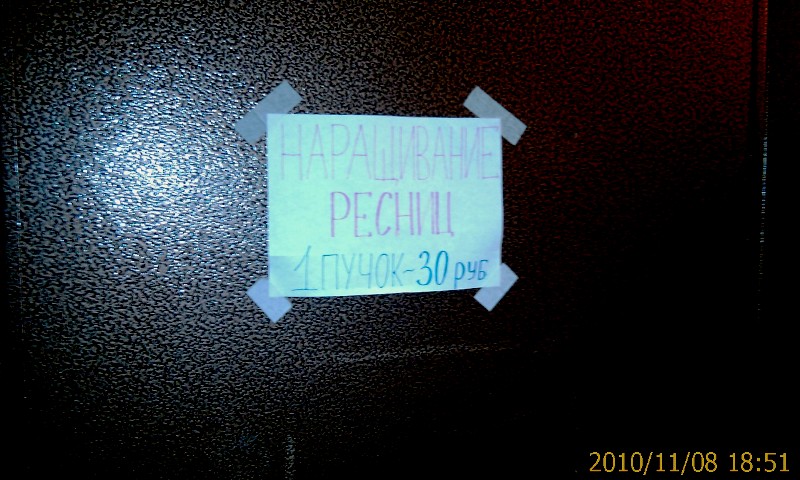 НАРАЩИВАНИЕ
РЕСНИЦ
1 ПУЧОК-30 руб
2010/11/08 18:51